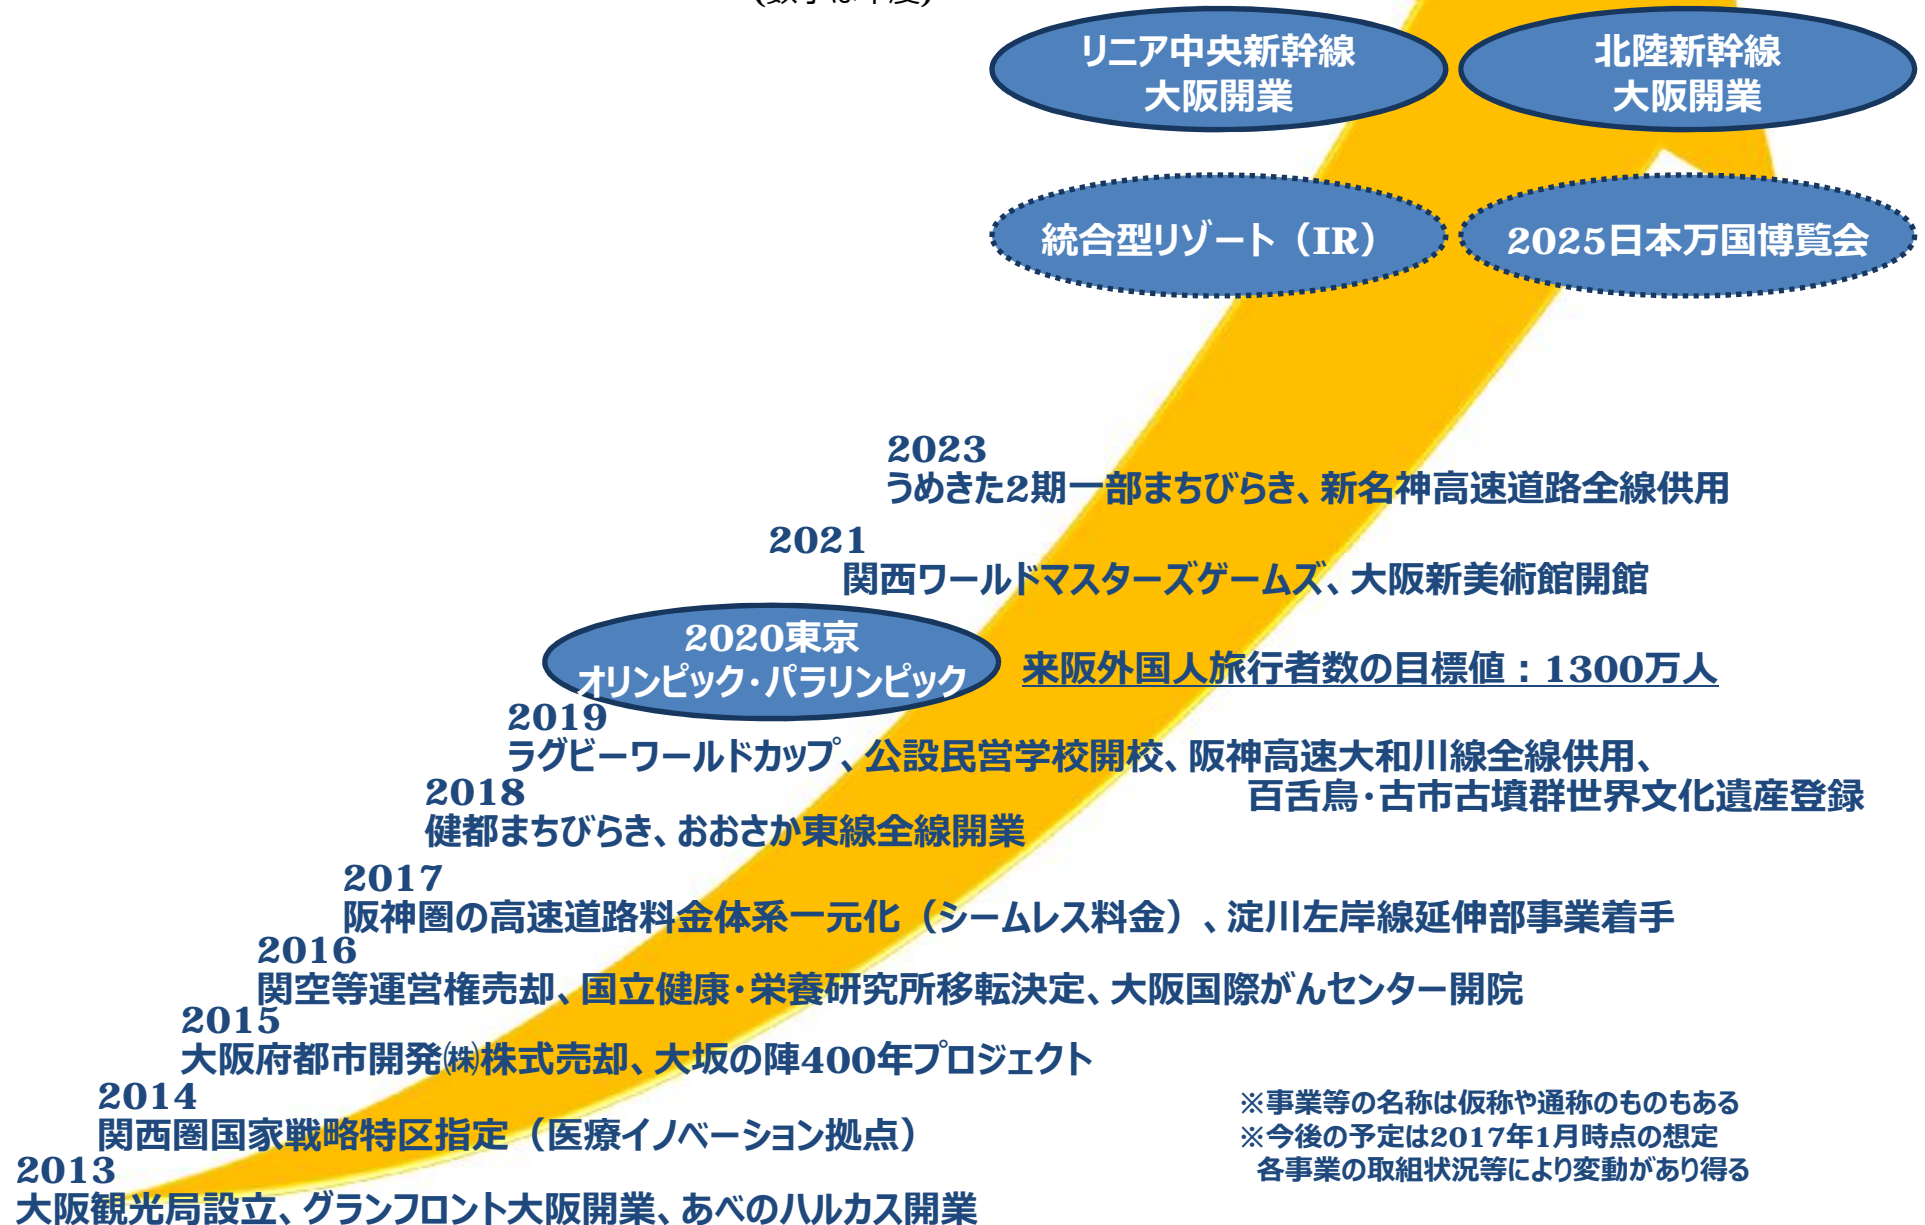 リニア中央新幹線
大阪開業
北陸新幹線
大阪開業
統合型リゾート（IR）
2025日本万国博覧会
2023
うめきた2期一部まちびらき、新名神高速道路全線供用
2021
関西ワールドマスターズゲームズ、大阪新美術館開館
2020東京
オリンピック・パラリンピック
来阪外国人旅行者数の目標値：1300万人
2019
ラグビーワールドカップ、公設民営学校開校、阪神高速大和川線全線供用、
百舌鳥・古市古墳群世界文化遺産登録
2018
健都まちびらき、おおさか東線全線開業
2017
阪神圏の高速道路料金体系一元化（シームレス料金）、淀川左岸線延伸部事業着手
2016
関空等運営権売却、国立健康・栄養研究所移転決定、大阪国際がんセンター開院
2015
大阪府都市開発㈱株式売却、大坂の陣400年プロジェクト
2014
関西圏国家戦略特区指定（医療イノベーション拠点）
2013
大阪観光局設立、グランフロント大阪開業、あべのハルカス開業
※事業等の名称は仮称や通称のものもある
※今後の予定は2017年1月時点の想定
各事業の取組状況等により変動があり得る